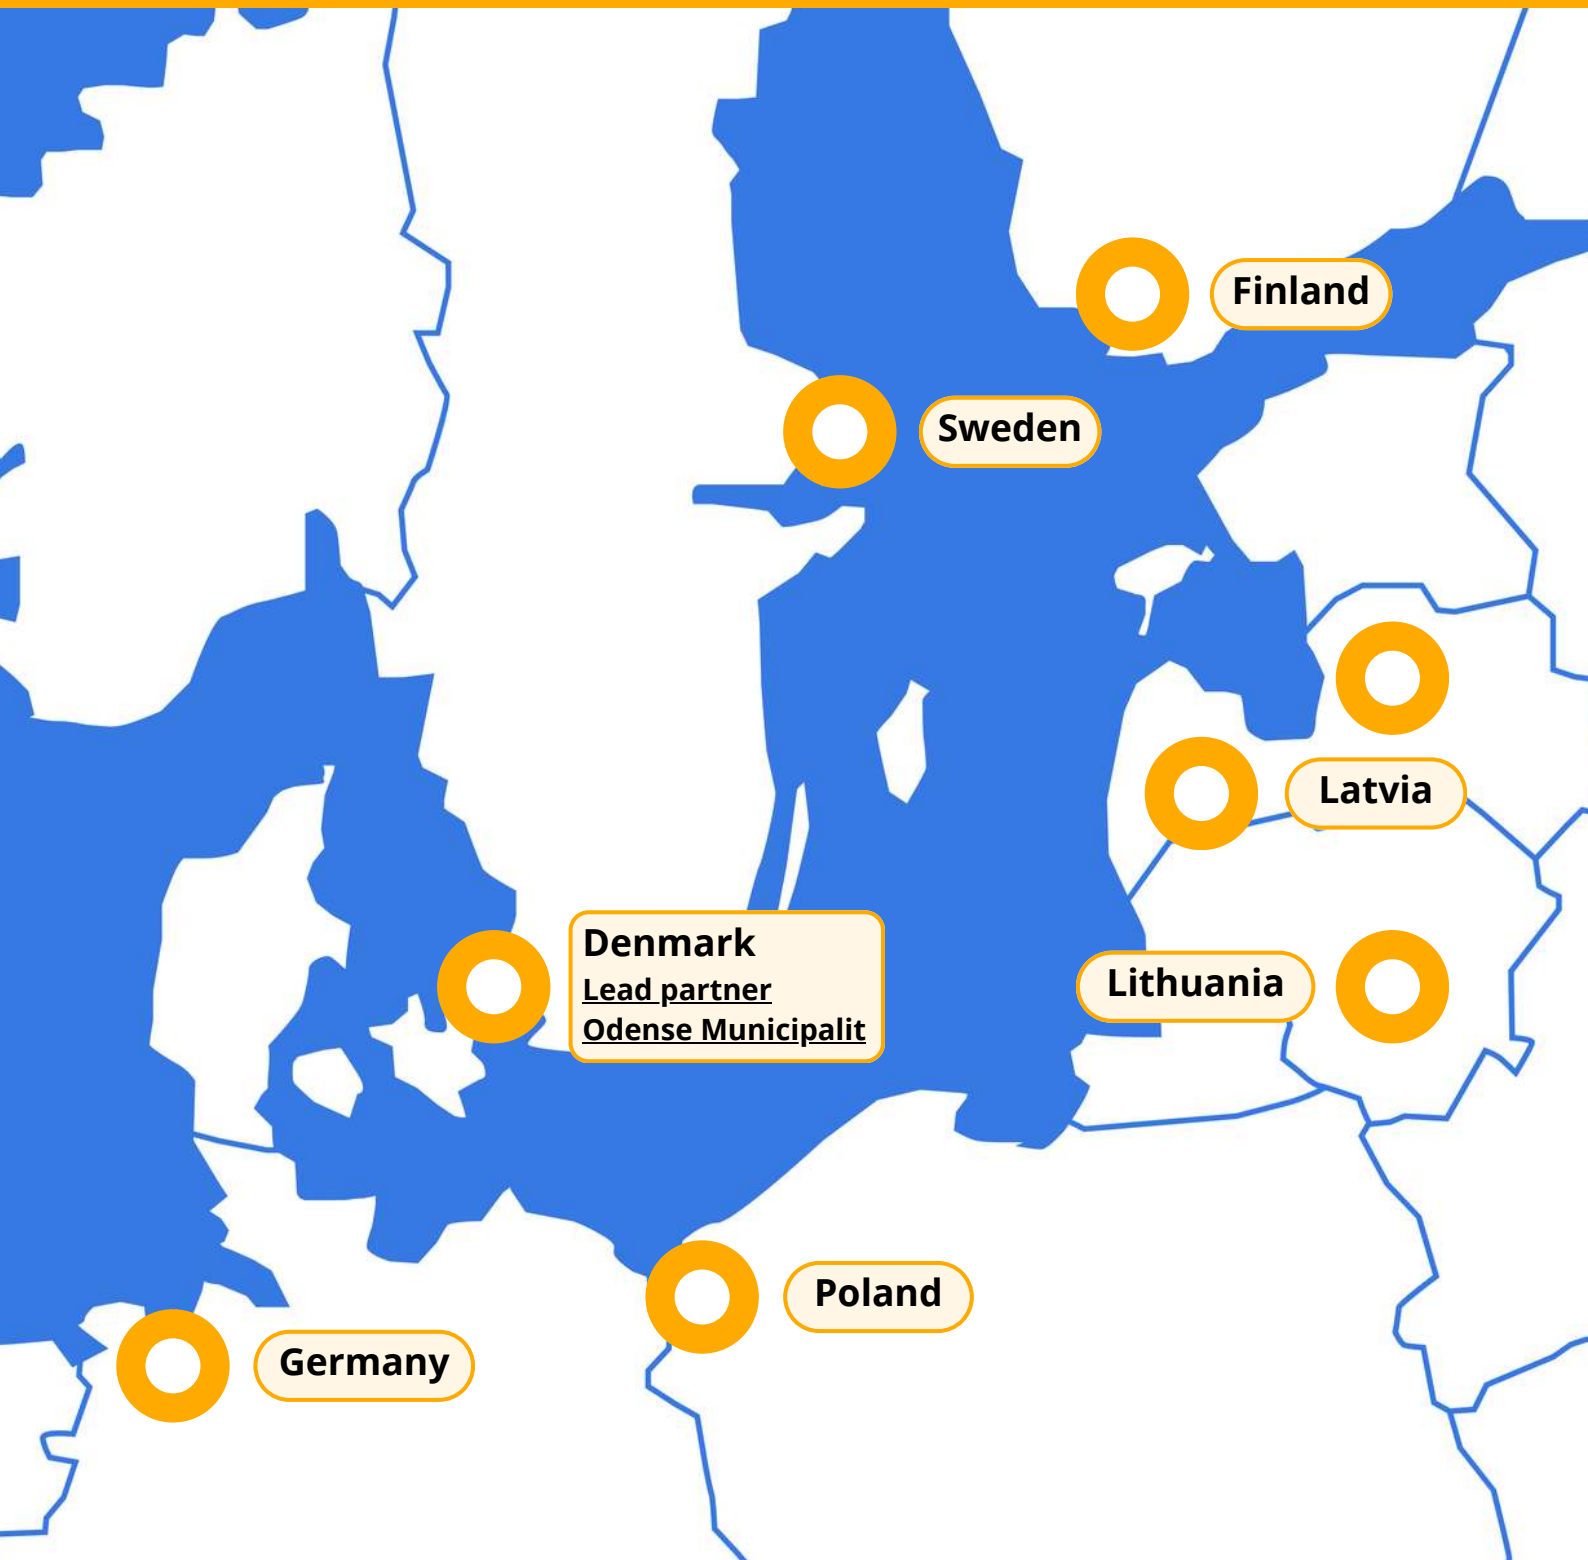 Finland
Sweden
Latvia
Denmark
Lead partner
Odense Municipalit
Lithuania
Poland
Germany